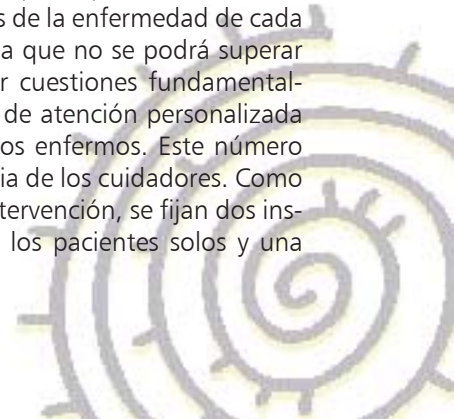 s de la enfermedad de cada
a que no se podrá superar
r cuestiones fundamental-
de atención personalizada
os enfermos. Este número
ia de los cuidadores. Como
tervención, se fijan dos ins-
los pacientes solos y una